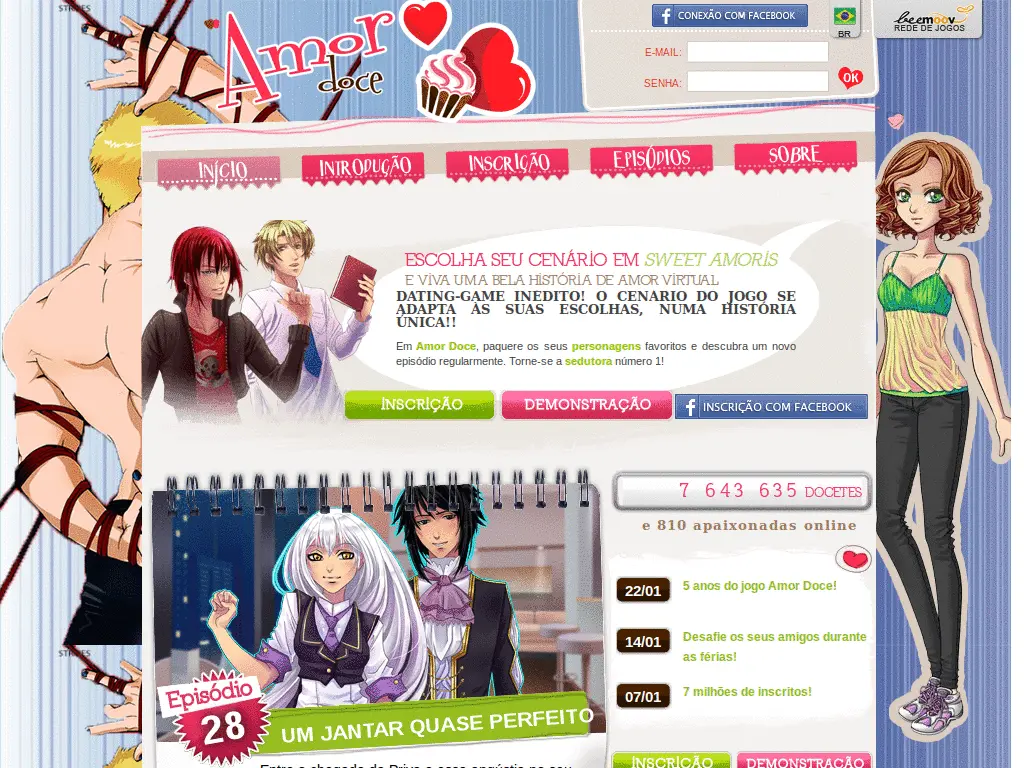 STRIPES
Amor
doce
CONEXÃO COM FACEBOOK
BR
beemoov
REDE DE JOGOS
E-MAIL:
SENHA:
OK
INÍCIO
INTRODUÇÃO
INSCRIÇÃO
EPISÓDIOS
SOBRE
ESCOLHA SEU CENÁRIO EM SWEET AMORIS
E VIVA UMA BELA HISTÓRIA DE AMOR VIRTUAL
DATING-GAME INEDITO! O CENARIO DO JOGO SE
ADAPTA ÀS SUAS ESCOLHAS, NUMA HISTÓRIA
ÚNICA!!
Em Amor Doce, paquere os seus personagens favoritos e descubra um novo
episódio regularmente. Torne-se a sedutora número 1!
INSCRIÇÃO
DEMONSTRAÇÃO
INSCRIÇÃO COM FACEBOOK
7 643 635 DOCETES
e 810 apaixonadas online
22/01
5 anos do jogo Amor Doce!
14/01
Desafie os seus amigos durante
as férias!
07/01
7 milhões de inscritos!
Episódio
28
UM JANTAR QUASE PERFEITO
INSCRIÇÃO
DEMONSTRAÇÃO